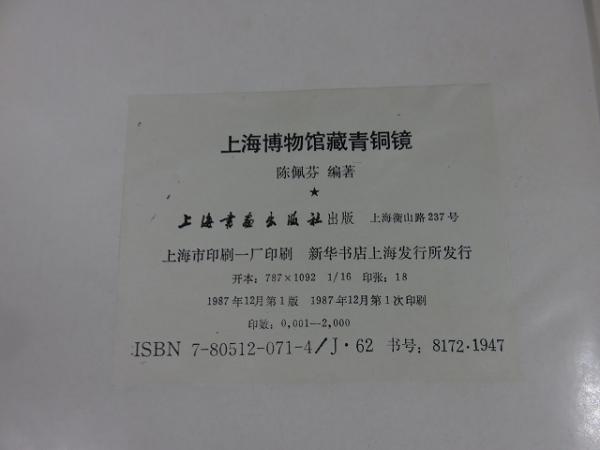 上海博物馆藏青铜镜
陈佩芬 编著
★
上海书画出版社出版 上海衡山路237号
上海市印刷一厂印刷 新华书店上海发行所发行
开本：787×1092 1/16 印张：18
1987年12月第1版 1987年12月第1次印刷
印数：0,001—2,000
ISBN 7-80512-071-4/J·62 书号：8172·1947